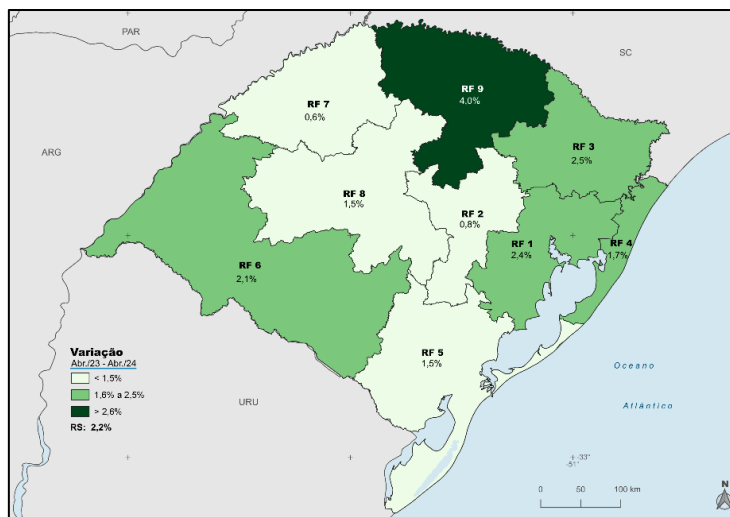 PAR
SC
ARG
URU
RF 9
4,0%
RF 7
0,6%
RF 3
2,5%
RF 8
1,5%
RF 2
0,8%
RF 1
2,4%
RF 4
1,7%
RF 6
2,1%
RF 5
1,5%
Variação
Abr./23 - Abr./24
< 1,5%
1,6% a 2,5%
> 2,6%
RS: 2,2%
Oceano
Atlântico
-33°
-51°
0 50 100 km
N